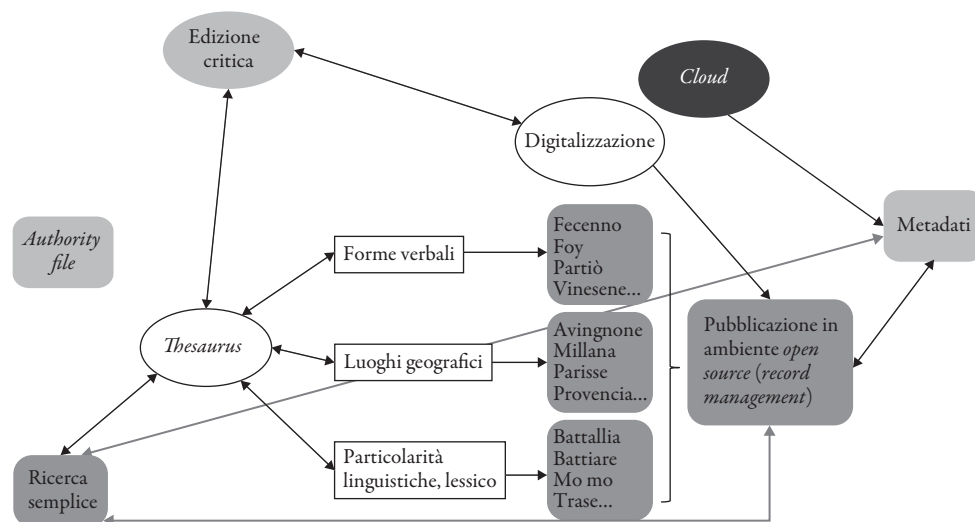 Edizione
critica
Cloud
Digitalizzazione
Metadati
Authority
file
Forme verbali
Fecenno
Foy
Partiò
Vinesene...
Thesaurus
Luoghi geografici
Avingnone
Millana
Parisse
Provencia...
Pubblicazione in
ambiente open
source (record
management)
Particolarità
linguistiche, lessico
Battallia
Battiare
Mo mo
Trase...
Ricerca
semplice